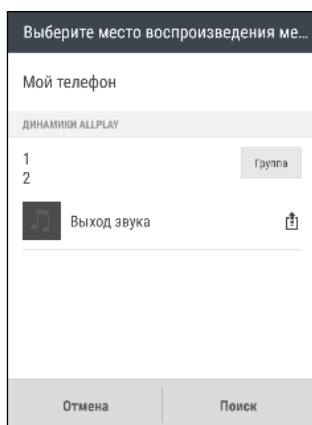 Выберите место воспроизведения ме...
Мой телефон
ДИНАМИКИ ALLPLAY
1
Группа
2
Выход звука
Отмена
Поиск